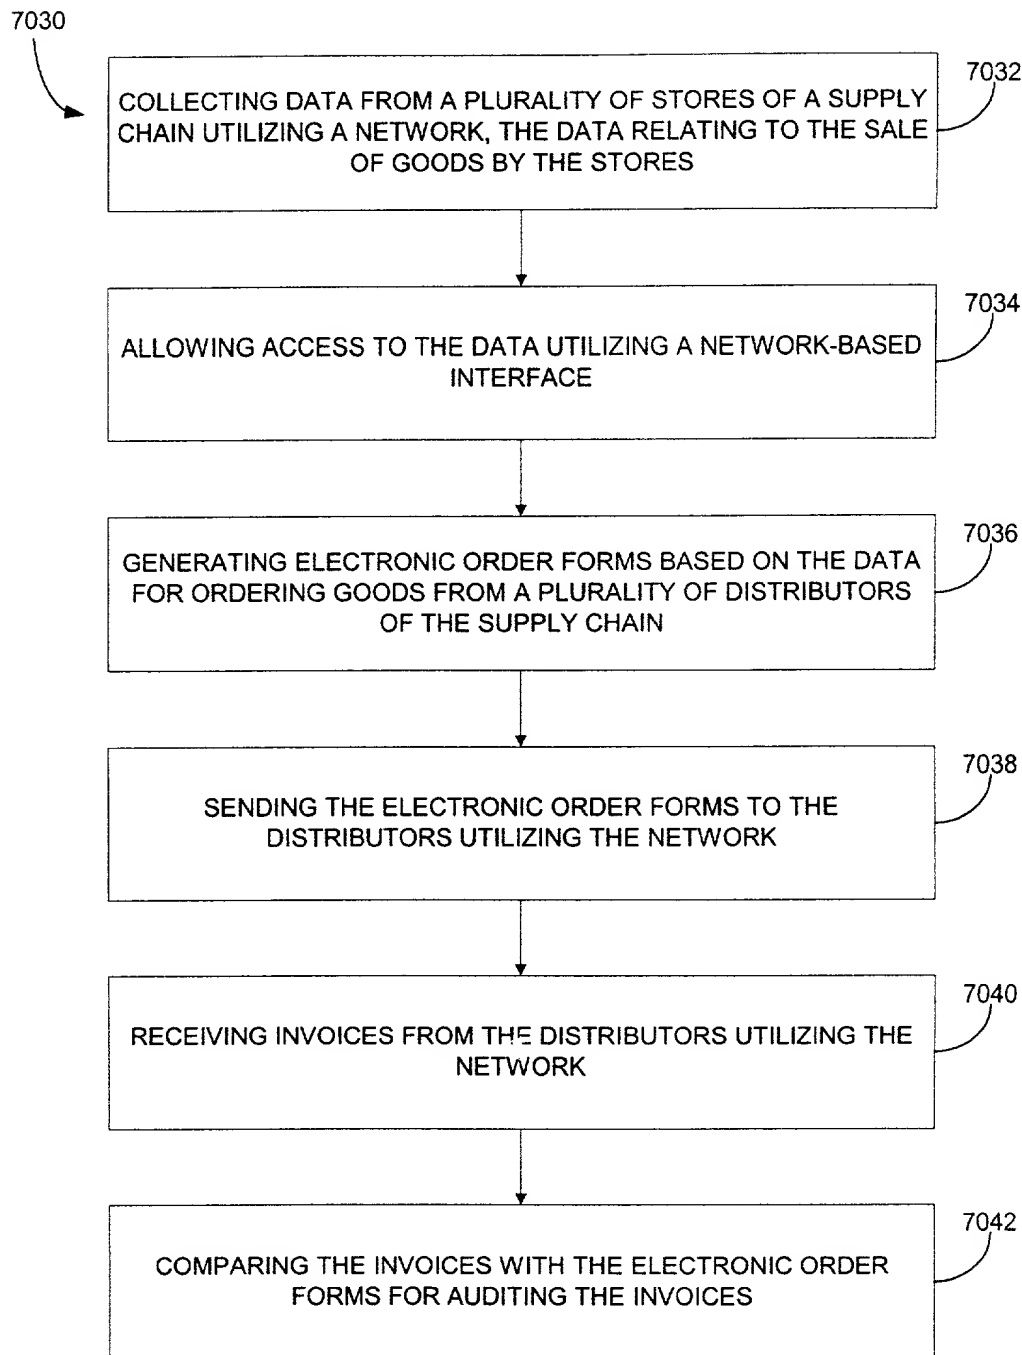 7030
7032
COLLECTING DATA FROM A PLURALITY OF STORES OF A SUPPLY
CHAIN UTILIZING A NETWORK, THE DATA RELATING TO THE SALE
OF GOODS BY THE STORES
7034
ALLOWING ACCESS TO THE DATA UTILIZING A NETWORK-BASED
INTERFACE
7036
GENERATING ELECTRONIC ORDER FORMS BASED ON THE DATA
FOR ORDERING GOODS FROM A PLURALITY OF DISTRIBUTORS
OF THE SUPPLY CHAIN
7038
SENDING THE ELECTRONIC ORDER FORMS TO THE
DISTRIBUTORS UTILIZING THE NETWORK
7040
RECEIVING INVOICES FROM THE DISTRIBUTORS UTILIZING THE
NETWORK
7042
COMPARING THE INVOICES WITH THE ELECTRONIC ORDER
FORMS FOR AUDITING THE INVOICES